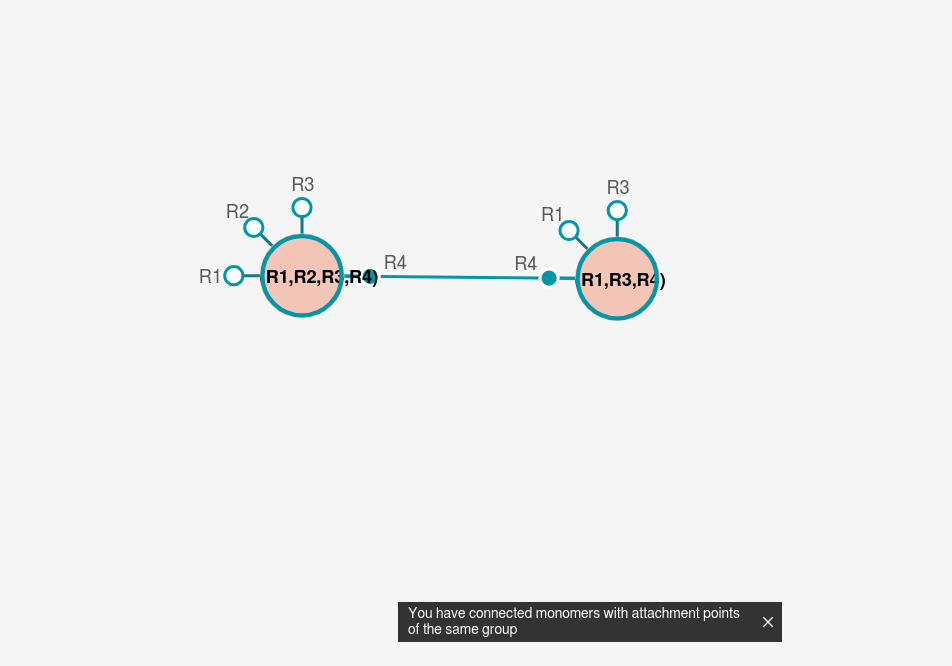 R3
R3
R2
R1
R4
R4
R1
R1,R2,R3,R4)
R1,R3,R4)
You have connected monomers with attachment points
of the same group